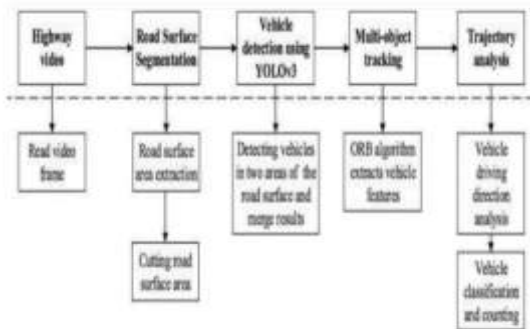 Highway
video
Road Surface
Segmentation
Vehicle
detection using
YOLOv3
Multi-object
tracking
Trajectory
analysis
Read video
frame
Road surface
area extraction
Detecting vehicles
in two areas of the
road surface and
merge results
ORB algorithm
extracts vehicle
features
Vehicle
driving direction
analysis
Cutting road
surface area
Vehicle
classification
and counting